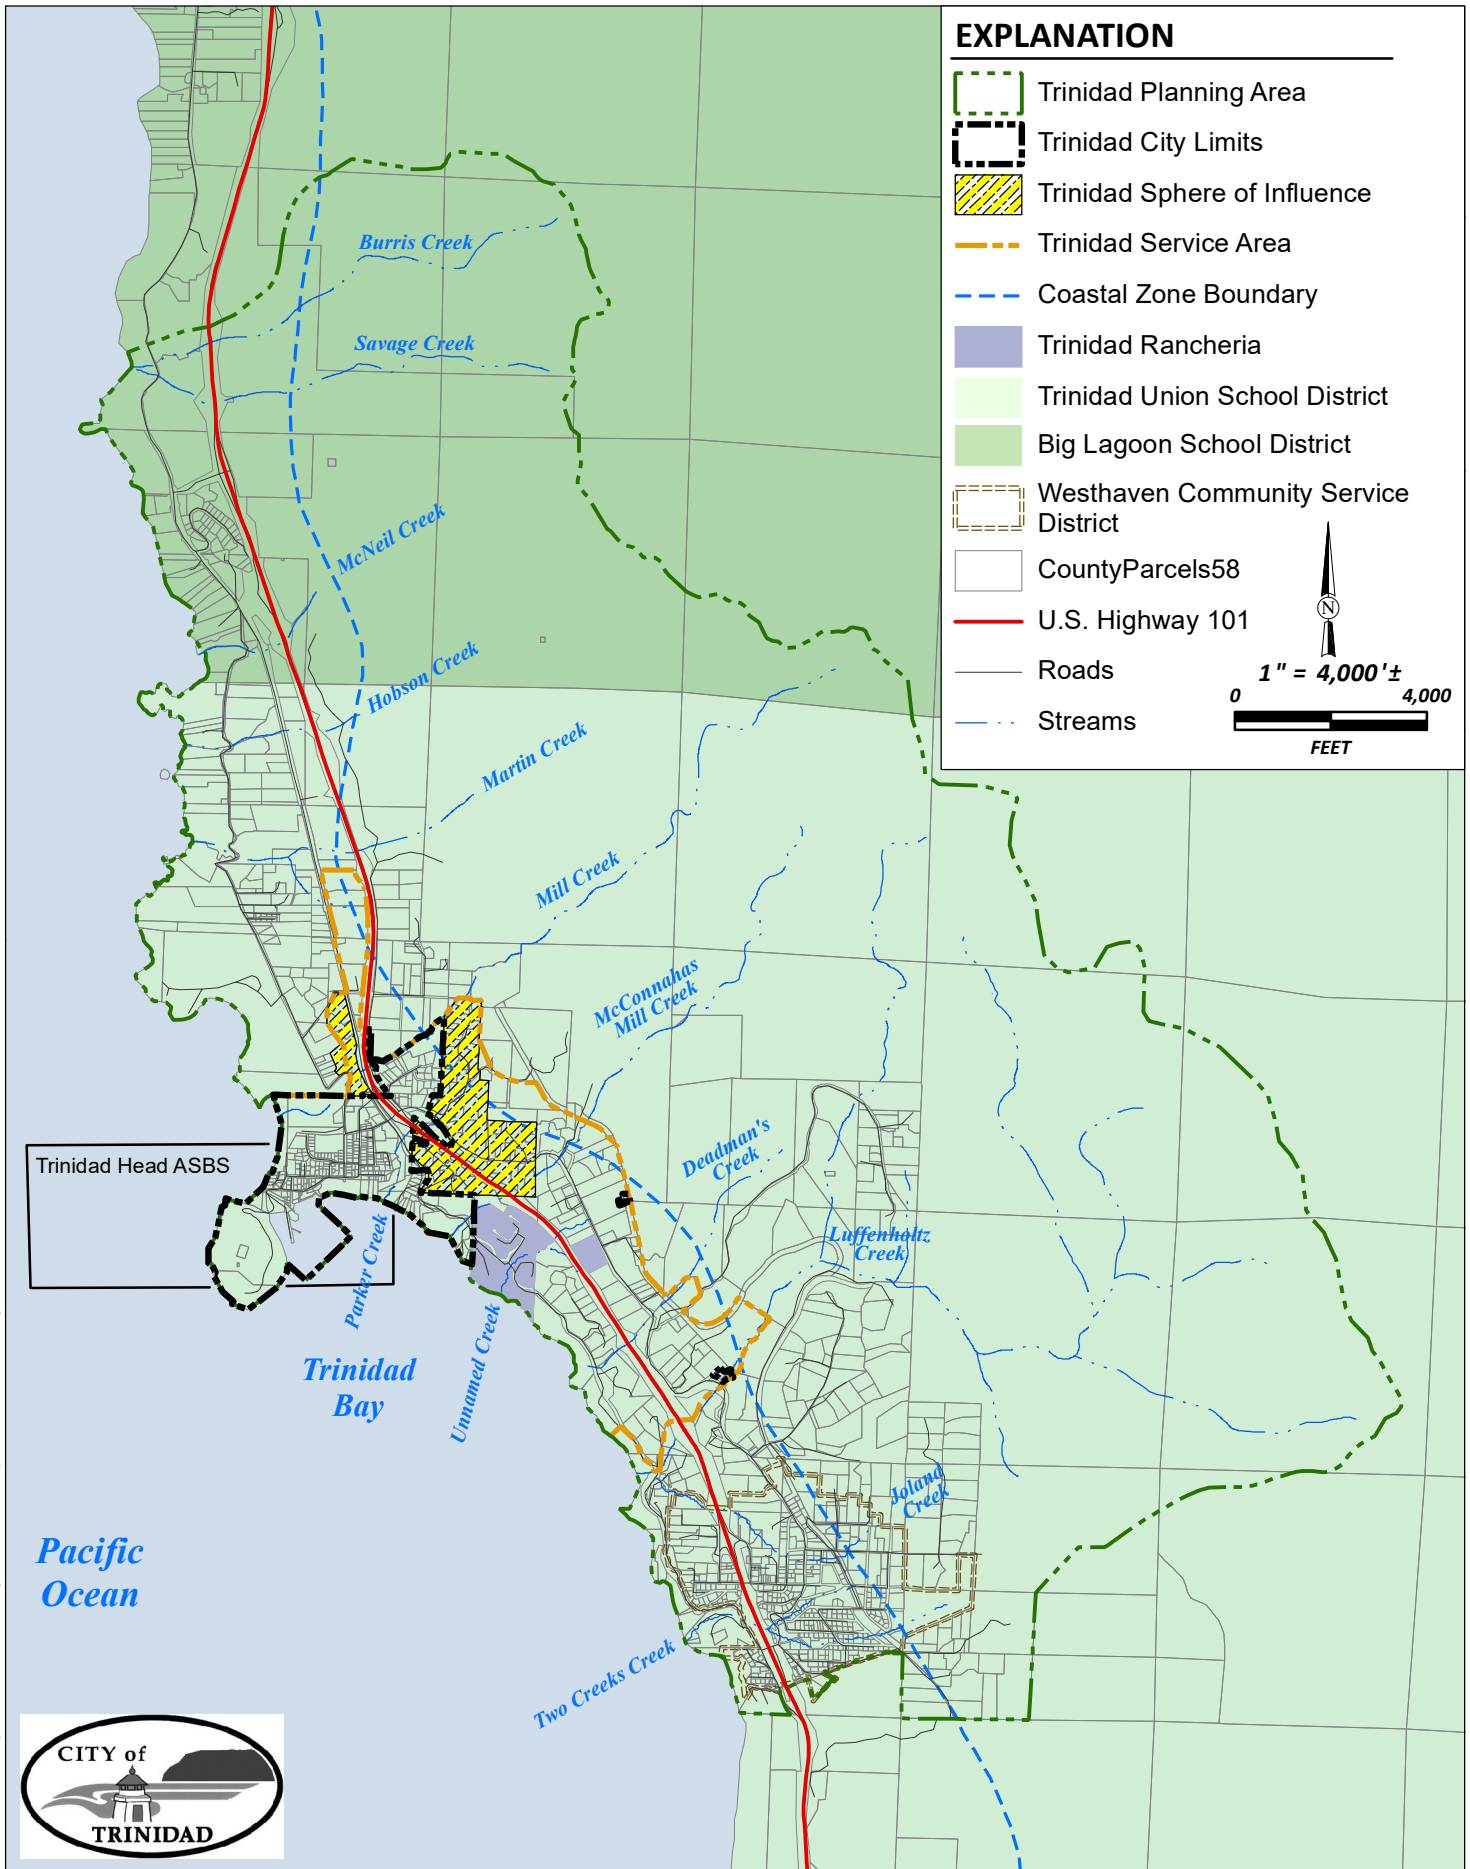 EXPLANATION
Trinidad Planning Area
Trinidad City Limits
Trinidad Sphere of Influence
Trinidad Service Area
Coastal Zone Boundary
Trinidad Rancheria
Trinidad Union School District
Big Lagoon School District
Westhaven Community Service
District
CountyParcels58
U.S. Highway 101
Roads
Streams
N
1" = 4,000'±
0 4,000
FEET
Burris Creek
Savage Creek
McNeil Creek
Hobson Creek
Martin Creek
Mill Creek
McConnahas
Mill Creek
Deadman's
Creek
Luffenholtz
Creek
Trinidad Head ASBS
Parker Creek
Unnamed Creek
Trinidad
Bay
Joland
Creek
Pacific
Ocean
Two Creeks Creek
CITY of
TRINIDAD